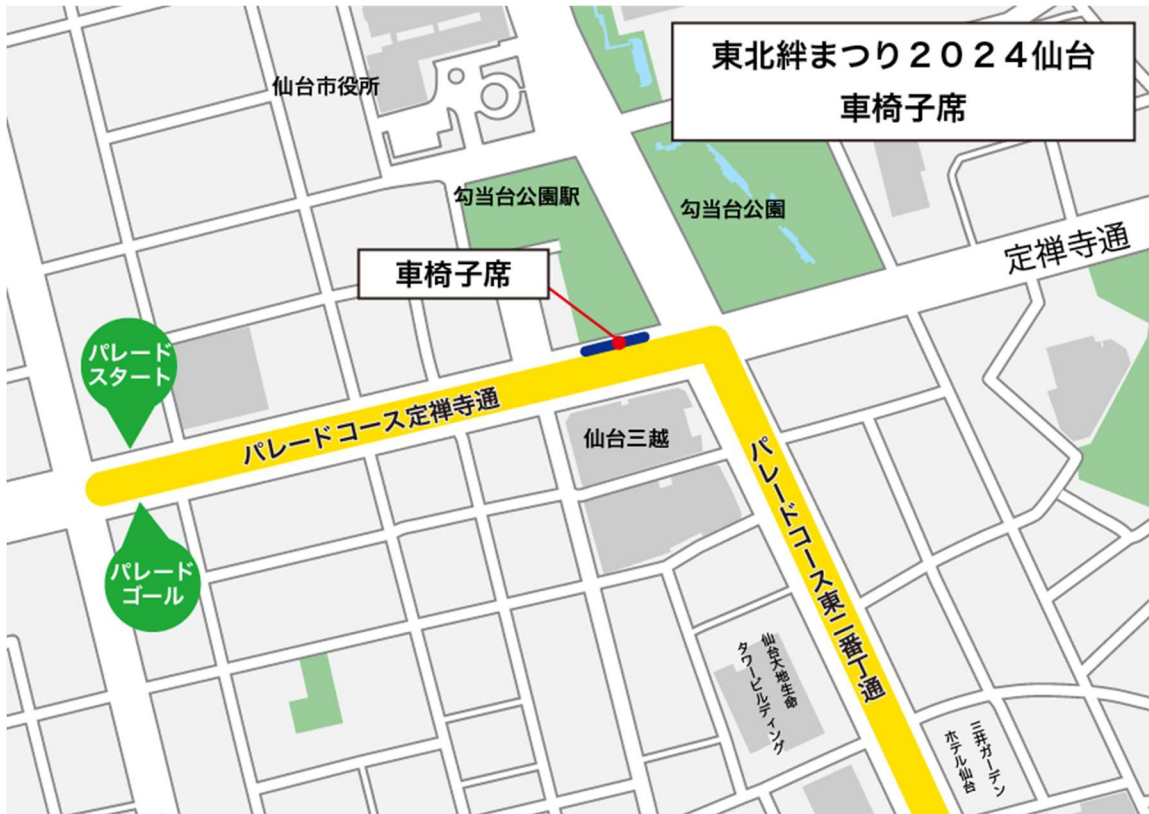 東北絆まつり２０２４仙台
車椅子席
仙台市役所
勾当台公園駅
勾当台公園
定禅寺通
車椅子席
パレード
スタート
パレードコース定禅寺通
仙台三越
パレードコース東二番丁通
パレード
ゴール
仙台大地生命
タワービルディング
三井ガーデン
ホテル仙台